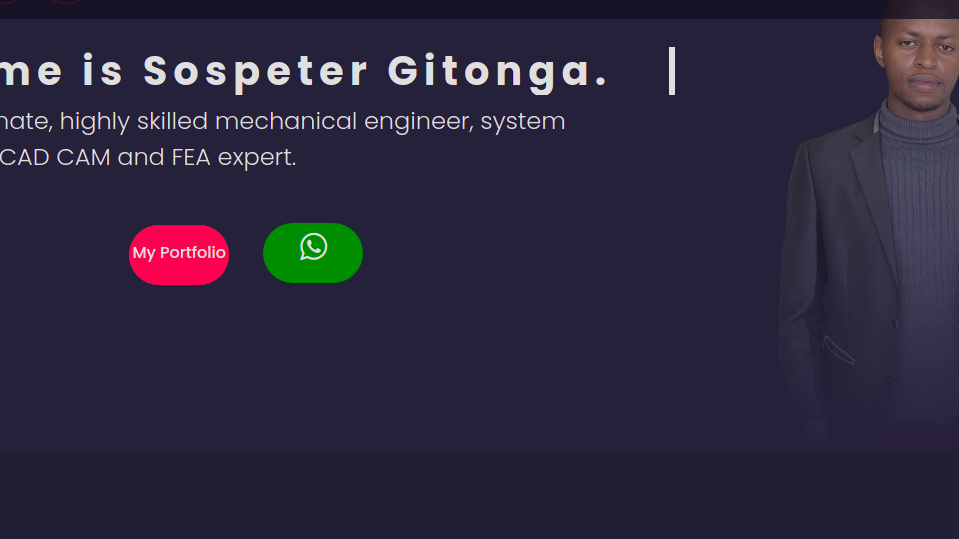 me is Sospeter Gitonga.
nate, highly skilled mechanical engineer, system
CAD CAM and FEA expert.
My Portfolio